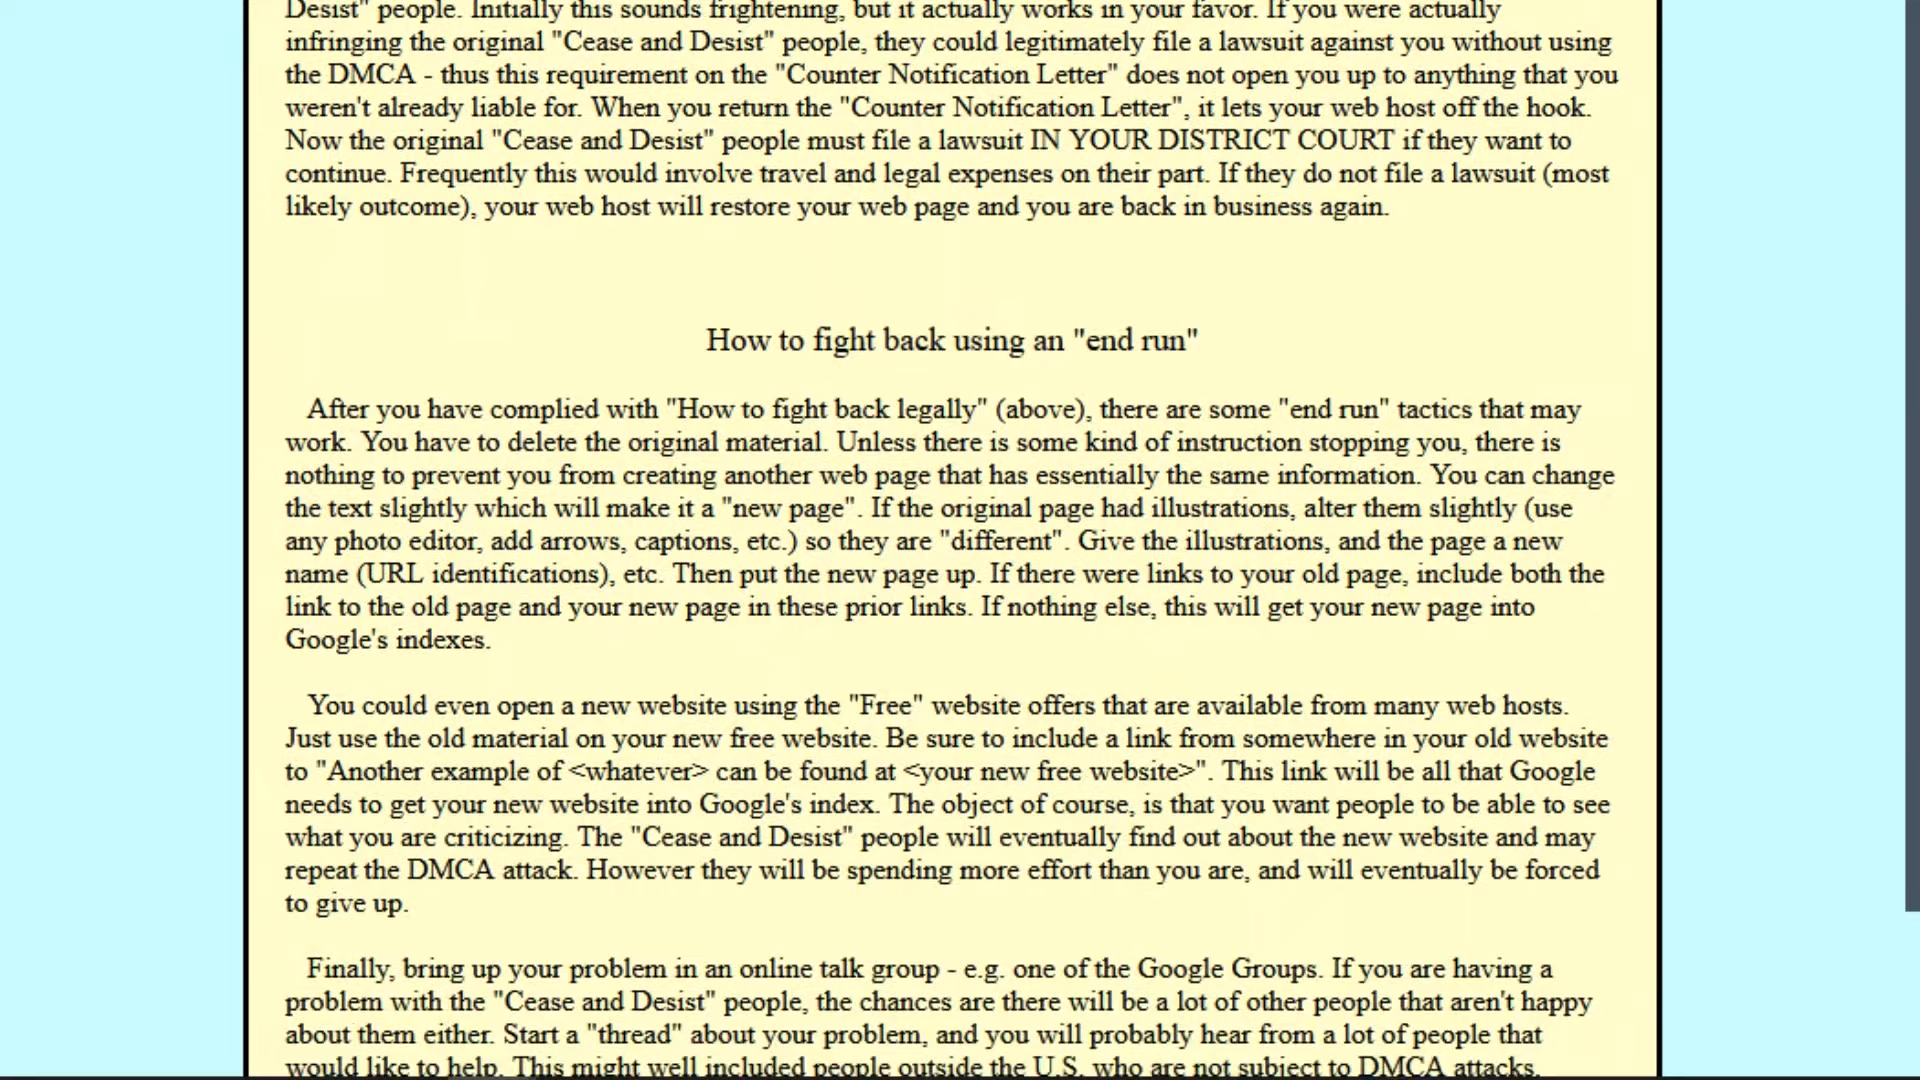 Desist" people. Initially this sounds frightening, but it actually works in your favor. If you were actually
infringing the original "Cease and Desist" people, they could legitimately file a lawsuit against you without using
the DMCA - thus this requirement on the "Counter Notification Letter" does not open you up to anything that you
weren't already liable for. When you return the "Counter Notification Letter", it lets your web host off the hook.
Now the original "Cease and Desist" people must file a lawsuit IN YOUR DISTRICT COURT if they want to
continue. Frequently this would involve travel and legal expenses on their part. If they do not file a lawsuit (most
likely outcome), your web host will restore your web page and you are back in business again.
How to fight back using an "end run"
After you have complied with "How to fight back legally" (above), there are some "end run" tactics that may
work. You have to delete the original material. Unless there is some kind of instruction stopping you, there is
nothing to prevent you from creating another web page that has essentially the same information. You can change
the text slightly which will make it a "new page". If the original page had illustrations, alter them slightly (use
any photo editor, add arrows, captions, etc.) so they are "different". Give the illustrations, and the page a new
name (URL identifications), etc. Then put the new page up. If there were links to your old page, include both the
link to the old page and your new page in these prior links. If nothing else, this will get your new page into
Google's indexes.
You could even open a new website using the "Free" website offers that are available from many web hosts.
Just use the old material on your new free website. Be sure to include a link from somewhere in your old website
to "Another example of <whatever> can be found at <your new free website>". This link will be all that Google
needs to get your new website into Google's index. The object of course, is that you want people to be able to see
what you are criticizing. The "Cease and Desist" people will eventually find out about the new website and may
repeat the DMCA attack. However they will be spending more effort than you are, and will eventually be forced
to give up.
Finally, bring up your problem in an online talk group - e.g. one of the Google Groups. If you are having a
problem with the "Cease and Desist" people, the chances are there will be a lot of other people that aren't happy
about them either. Start a "thread" about your problem, and you will probably hear from a lot of people that
would like to help. This might well included people outside the U.S. who are not subject to DMCA attacks.